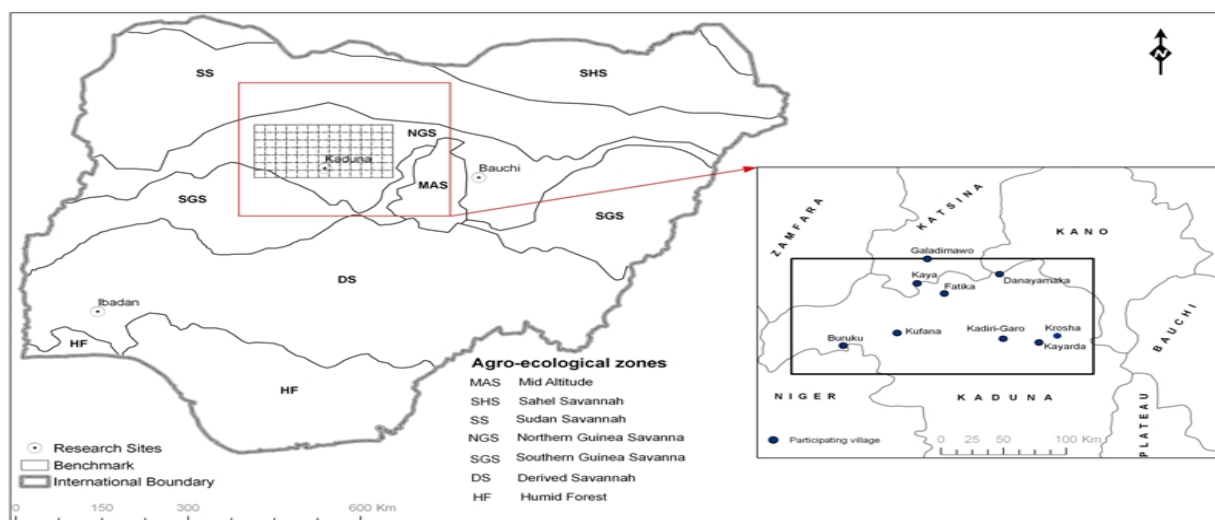 N
SS
SHS
NGS
Kaduna
Bauchi
MAS
SGS
SGS
DS
Ibadan
HF
HF
Agro-ecological zones
MAS Mid Altitude
SHS Sahel Savannah
SS Sudan Savannah
NGS Northern Guinea Savanna
SGS Southern Guinea Savanna
DS Derived Savannah
HF Humid Forest
Research Sites
Benchmark
International Boundary
0 150 300 600 Km
ZAMFARA
KATSINA
KANO
Galadimawo
Kaya
Danayamaka
Fatika
BAUCHI
Kufana
Kadiri-Garo
Krosha
Buruku
Kayarda
NIGER
KADUNA
PLATEAU
0 25 50 100 Km
Participating village